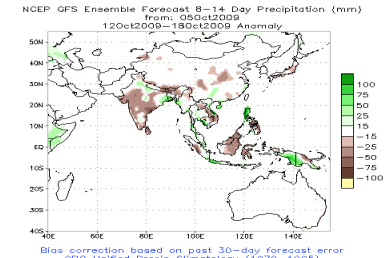 NCEP GFS Ensemble Forecast 8-14 Day Precipitation (mm)
from: 05Oct2009
12Oct2009-18Oct2009 Anomaly
50N
40N
30N
20N
10N
EQ
10S
20S
30S
40S
40E
60E
80E
100E
120E
140E
100
75
50
25
15
-15
-25
-50
-75
-100
Bias correction based on past 30-day forecast error